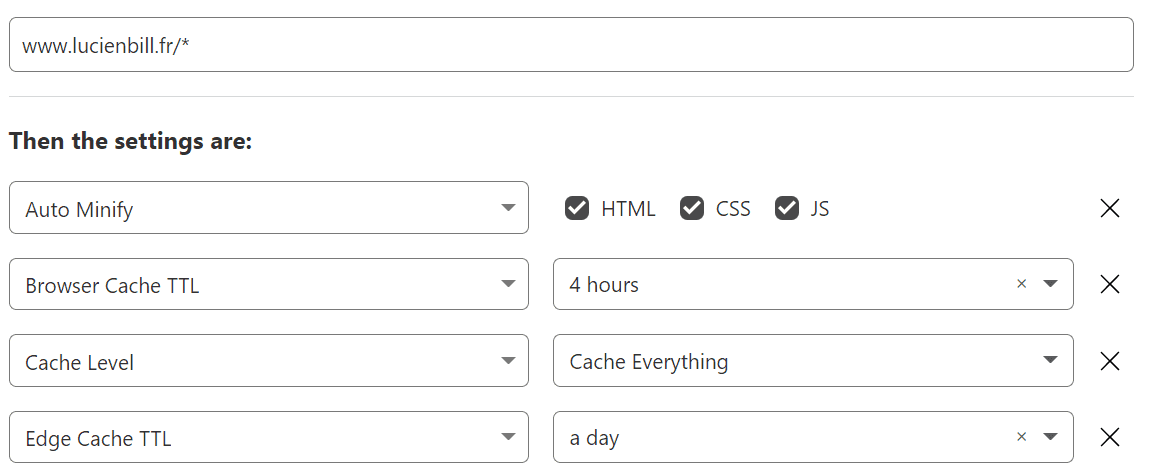 www.lucienbill.fr/*
Then the settings are:
Auto Minify HTML CSS JS
Browser Cache TTL 4 hours
Cache Level Cache Everything
Edge Cache TTL a day